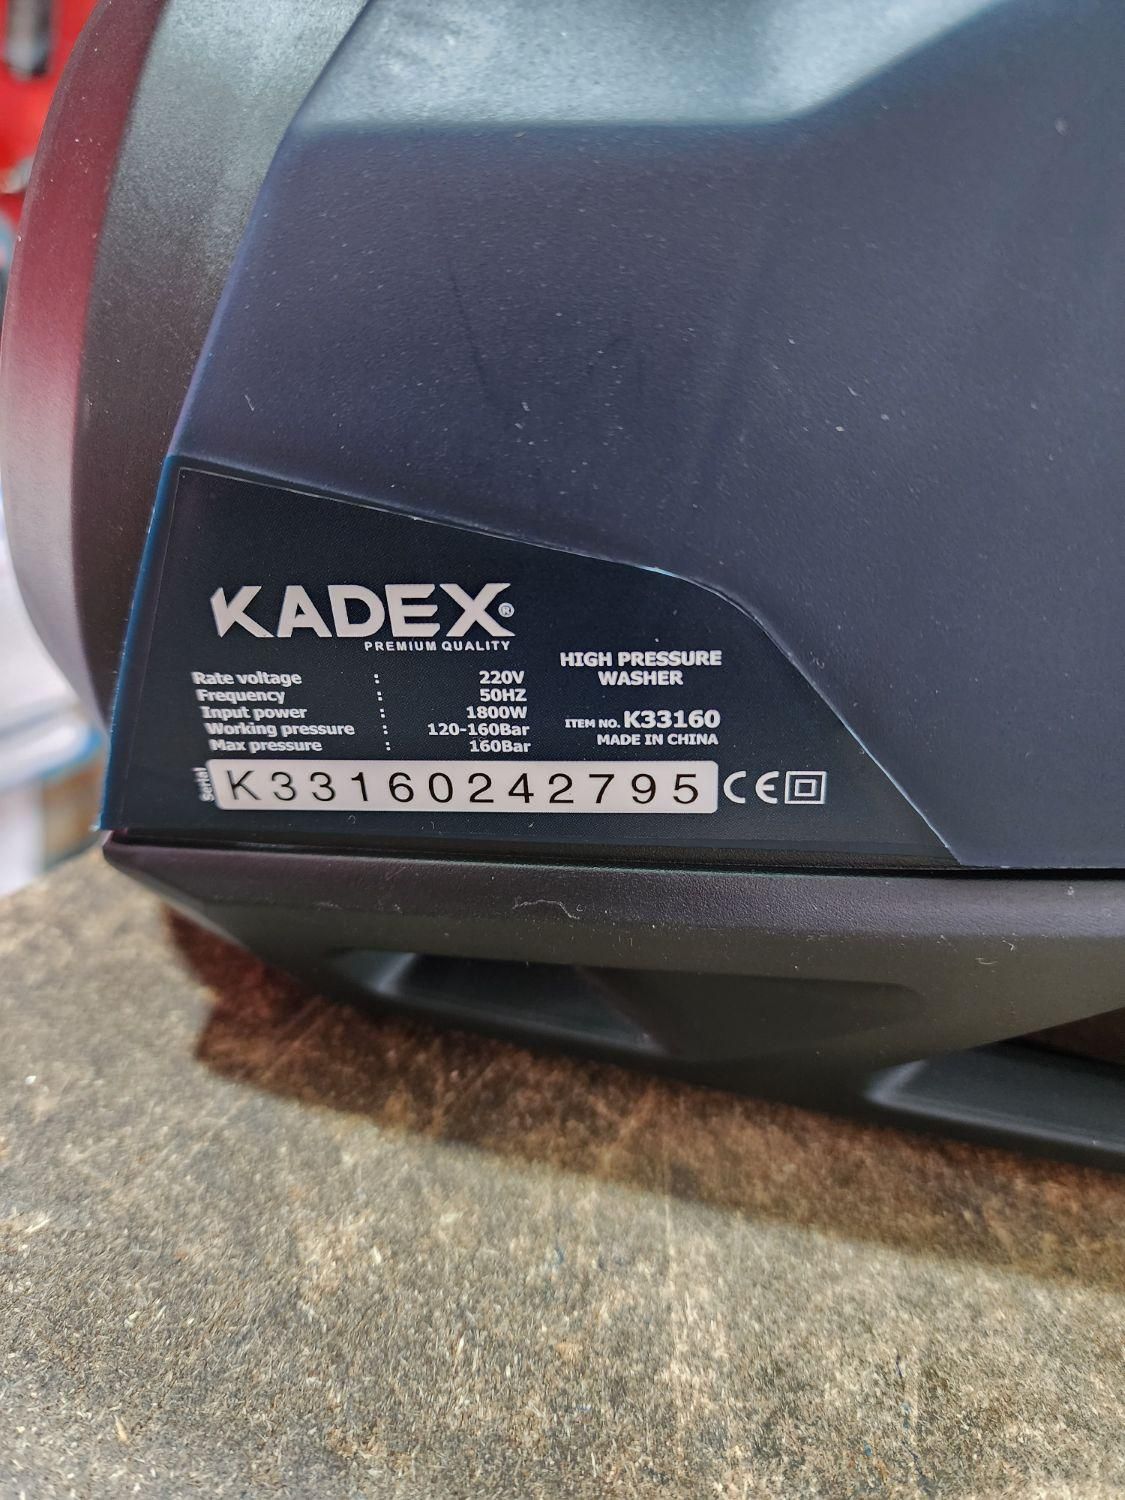 KADEX®
PREMIUM QUALITY
HIGH PRESSURE
WASHER
Rate voltage : 220V
Frequency : 50HZ
Input power : 1800W
Working pressure : 120-160Bar
Max pressure : 160Bar
ITEM NO. K33160
MADE IN CHINA
Serial K33160242795 CE